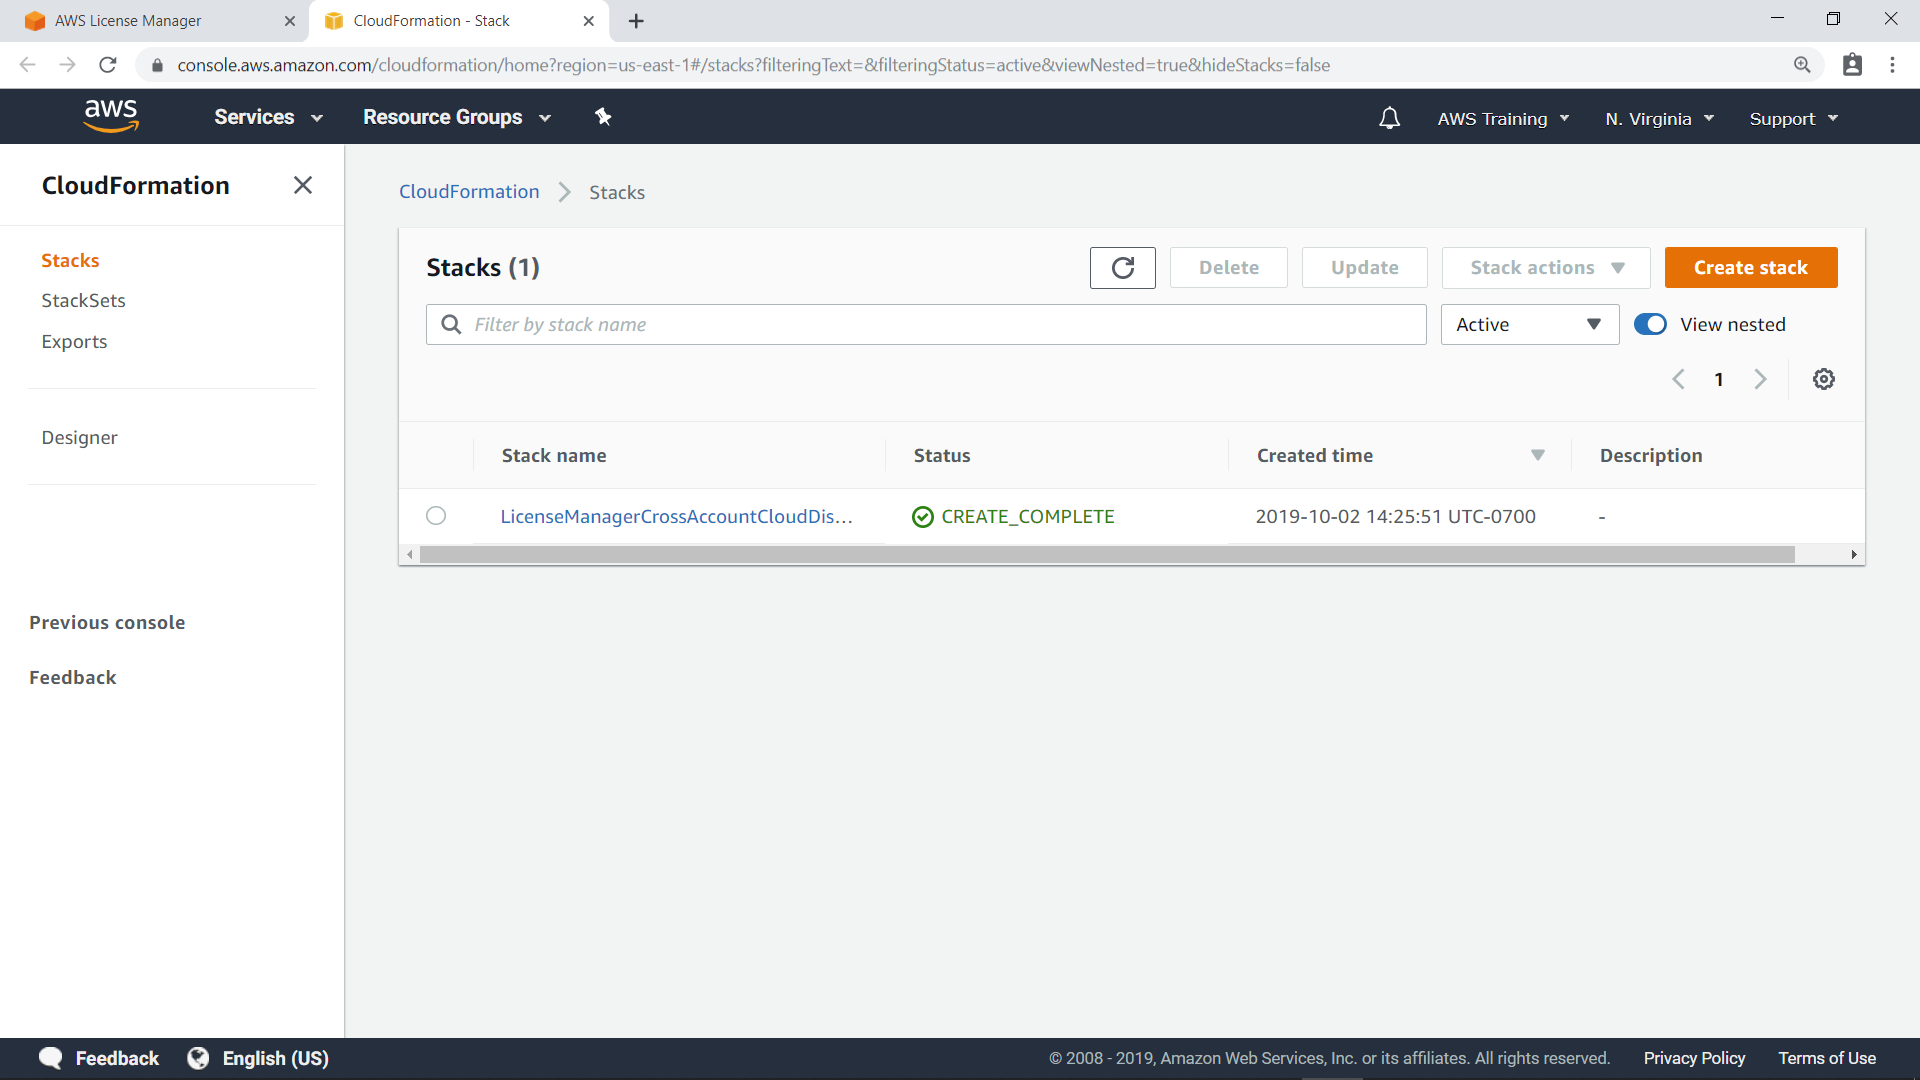 AWS License Manager
CloudFormation - Stack
console.aws.amazon.com/cloudformation/home?region=us-east-1#/stacks?filteringText=&filteringStatus=active&viewNested=true&hideStacks=false
aws
Services
Resource Groups
AWS Training
N. Virginia
Support
CloudFormation
Stacks
StackSets
Exports
Designer
Previous console
Feedback
CloudFormation
Stacks
Stacks (1)
Delete
Update
Stack actions
Create stack
Filter by stack name
Active
View nested
1
Stack name
Status
Created time
Description
LicenseManagerCrossAccountCloudDis...
CREATE_COMPLETE
2019-10-02 14:25:51 UTC-0700
-
Feedback
English (US)
© 2008 - 2019, Amazon Web Services, Inc. or its affiliates. All rights reserved.
Privacy Policy
Terms of Use